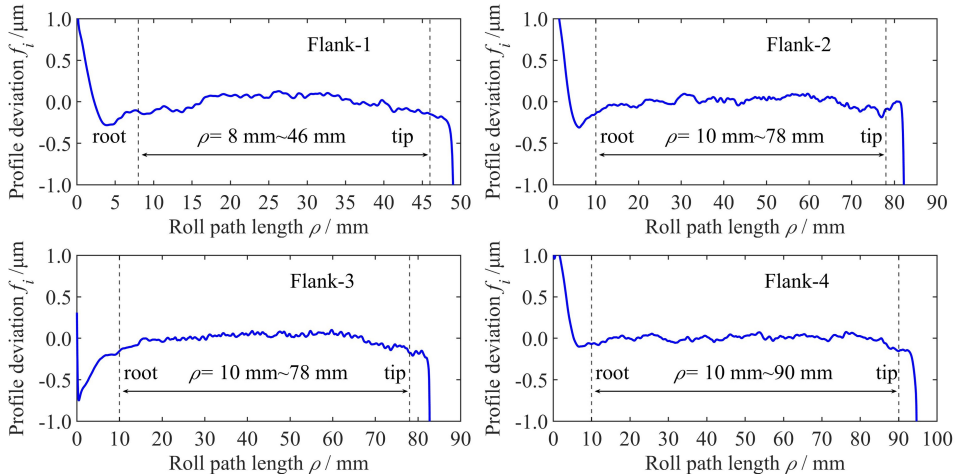 Profile deviation f_i /μm
1.0
0.5
0.0
-0.5
-1.0
Flank-1
root
ρ= 8 mm~46 mm
tip
0 5 10 15 20 25 30 35 40 45 50
Roll path length ρ / mm
Profile deviation f_i /μm
1.0
0.5
0.0
-0.5
-1.0
Flank-2
root
ρ= 10 mm~78 mm
tip
0 10 20 30 40 50 60 70 80 90
Roll path length ρ / mm
Profile deviation f_i /μm
1.0
0.5
0.0
-0.5
-1.0
Flank-3
root
ρ= 10 mm~78 mm
tip
0 10 20 30 40 50 60 70 80 90
Roll path length ρ / mm
Profile deviation f_i /μm
1.0
0.5
0.0
-0.5
-1.0
Flank-4
root
ρ= 10 mm~90 mm
tip
0 10 20 30 40 50 60 70 80 90 100
Roll path length ρ / mm